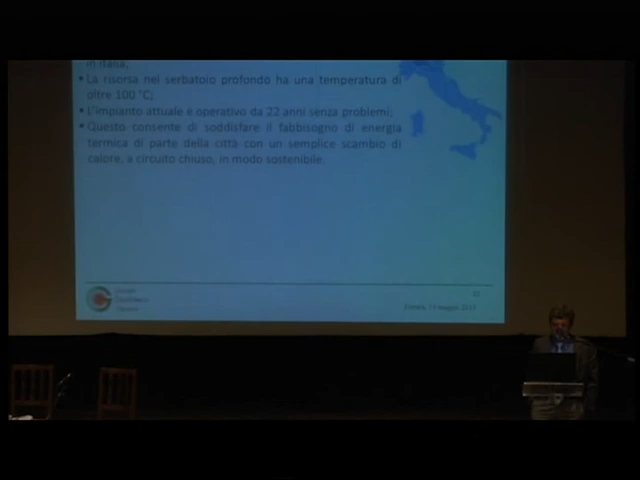 in Italia;
▪ La risorsa nel serbatoio profondo ha una temperatura di
oltre 100 °C;
▪ L'impianto attuale è operativo da 22 anni senza problemi;
▪ Questo consente di soddisfare il fabbisogno di energia
termica di parte della città con un semplice scambio di
calore, a circuito chiuso, in modo sostenibile.